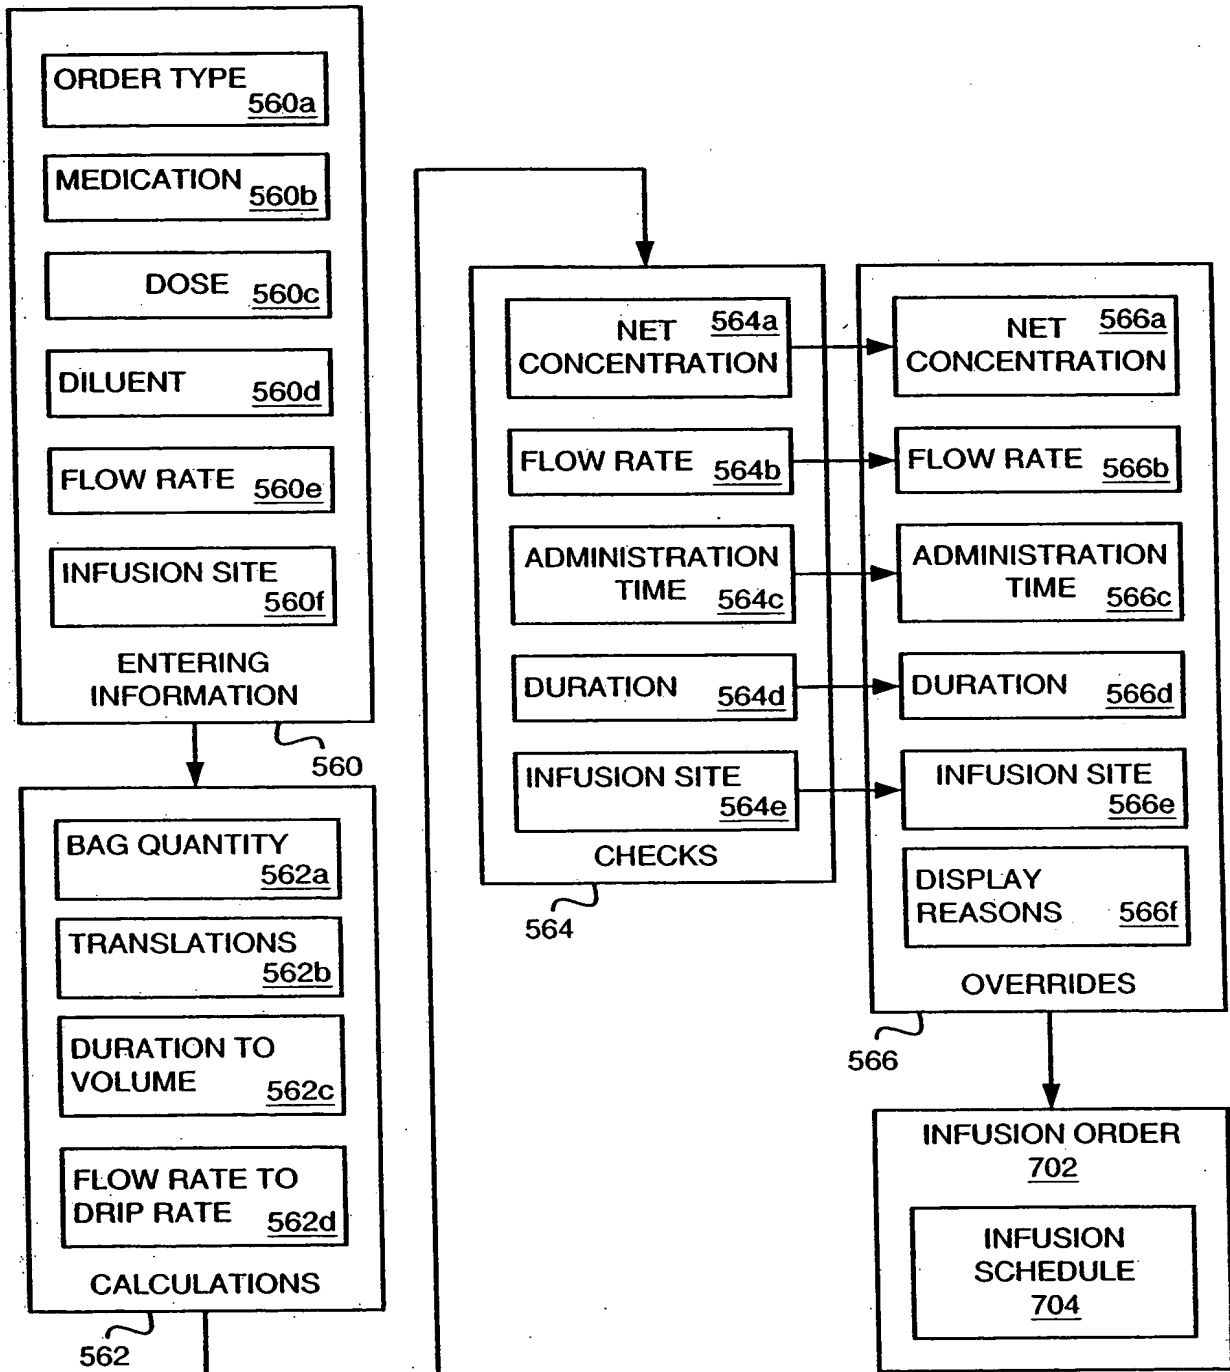 ORDER TYPE
560a
MEDICATION
560b
DOSE 560c
DILUENT
560d
FLOW RATE 560e
INFUSION SITE
560f
ENTERING
INFORMATION
560
BAG QUANTITY
562a
TRANSLATIONS
562b
DURATION TO
VOLUME 562c
FLOW RATE TO
DRIP RATE 562d
CALCULATIONS
562
NET 564a
CONCENTRATION
FLOW RATE 564b
ADMINISTRATION
TIME 564c
DURATION 564d
INFUSION SITE
564e
CHECKS
564
NET 566a
CONCENTRATION
FLOW RATE 566b
ADMINISTRATION
TIME 566c
DURATION 566d
INFUSION SITE
566e
DISPLAY
REASONS 566f
OVERRIDES
566
INFUSION ORDER
702
INFUSION
SCHEDULE
704